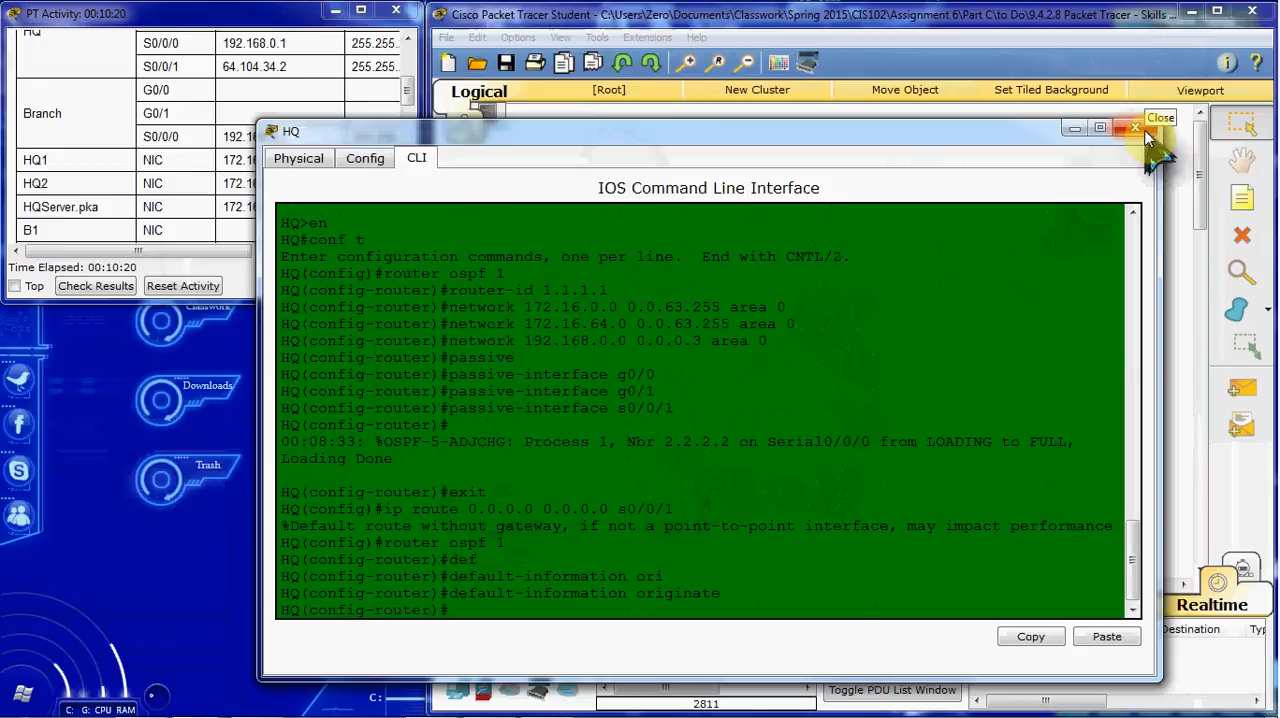 PT Activity: 00:10:20
HQ
S0/0/0 192.168.0.1 255.255.
S0/0/1 64.104.34.2 255.255.
Branch
G0/0
G0/1
S0/0/0 192.1
HQ1 NIC 172.1
HQ2 NIC 172.1
HQServer.pka NIC 172.1
B1 NIC
Time Elapsed: 00:10:20
Top Check Results Reset Activity
Cisco Packet Tracer Student - C:\Users\Zero\Documents\Classwork\Spring 2015\CIS102\Assignment 6\Part C\to Do\9.4.2.8 Packet Tracer - Skills ...
File Edit Options View Tools Extensions Help
Logical [Root] New Cluster Move Object Set Tiled Background Viewport
HQ
Close
Physical Config CLI
IOS Command Line Interface
HQ>en
HQ#conf t
Enter configuration commands, one per line. End with CNTL/Z.
HQ(config)#router ospf 1
HQ(config-router)#router-id 1.1.1.1
HQ(config-router)#network 172.16.0.0 0.0.63.255 area 0
HQ(config-router)#network 172.16.64.0 0.0.63.255 area 0
HQ(config-router)#network 192.168.0.0 0.0.0.3 area 0
HQ(config-router)#passive
HQ(config-router)#passive-interface g0/0
HQ(config-router)#passive-interface g0/1
HQ(config-router)#passive-interface s0/0/1
HQ(config-router)#
00:08:33: %OSPF-5-ADJCHG: Process 1, Nbr 2.2.2.2 on Serial0/0/0 from LOADING to FULL,
Loading Done
HQ(config-router)#exit
HQ(config)#ip route 0.0.0.0 0.0.0.0 s0/0/1
%Default route without gateway, if not a point-to-point interface, may impact performance
HQ(config)#router ospf 1
HQ(config-router)#def
HQ(config-router)#default-information ori
HQ(config-router)#default-information originate
HQ(config-router)#
Copy Paste
Realtime
Destination Typ
Toggle PDU List Window
2811
Classwork
Downloads
Trash
C: G: CPU RAM
C: